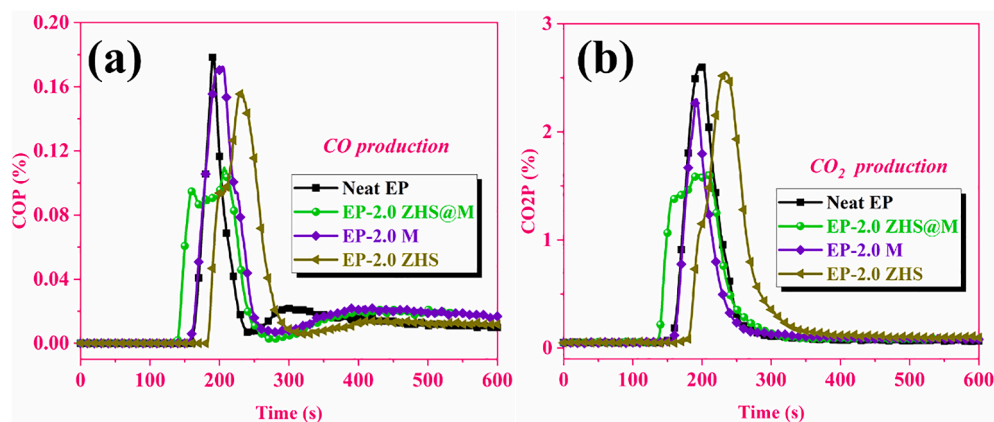 (a)
CO production
Neat EP
EP-2.0 ZHS@M
EP-2.0 M
EP-2.0 ZHS
COP (%)
0.20
0.16
0.12
0.08
0.04
0.00
0 100 200 300 400 500 600
Time (s)
(b)
CO2 production
Neat EP
EP-2.0 ZHS@M
EP-2.0 M
EP-2.0 ZHS
CO2P (%)
3
2
1
0
0 100 200 300 400 500 600
Time (s)